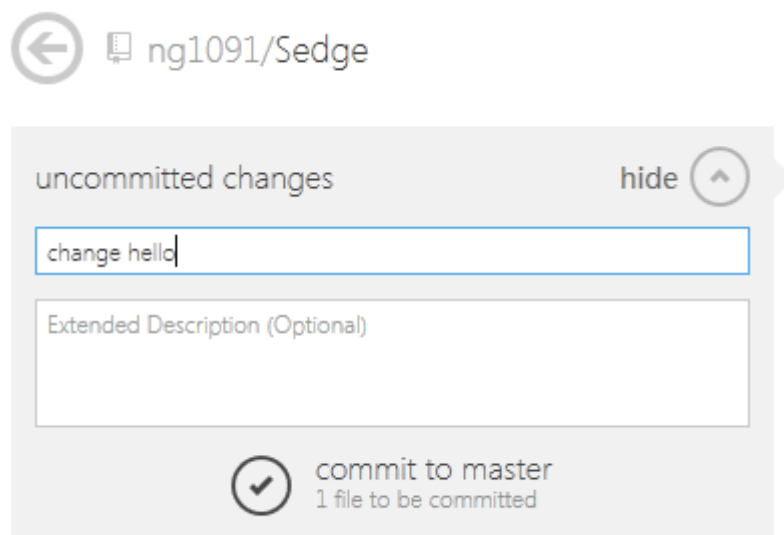 ng1091/Sedge
uncommitted changes
hide
change hello
Extended Description (Optional)
commit to master
1 file to be committed